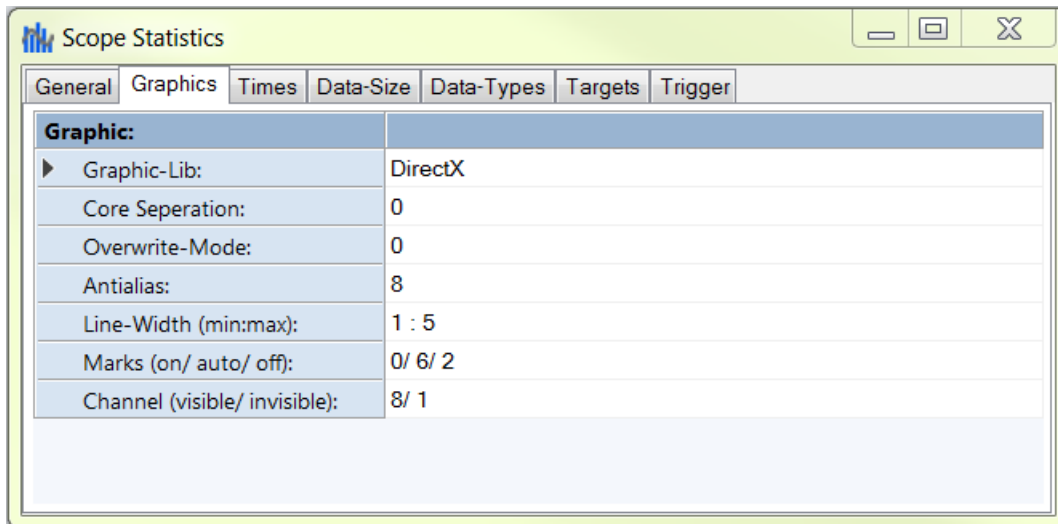 Scope Statistics
General Graphics Times Data-Size Data-Types Targets Trigger
Graphic:
Graphic-Lib: DirectX
Core Seperation: 0
Overwrite-Mode: 0
Antialias: 8
Line-Width (min:max): 1 : 5
Marks (on/ auto/ off): 0/ 6/ 2
Channel (visible/ invisible): 8/ 1